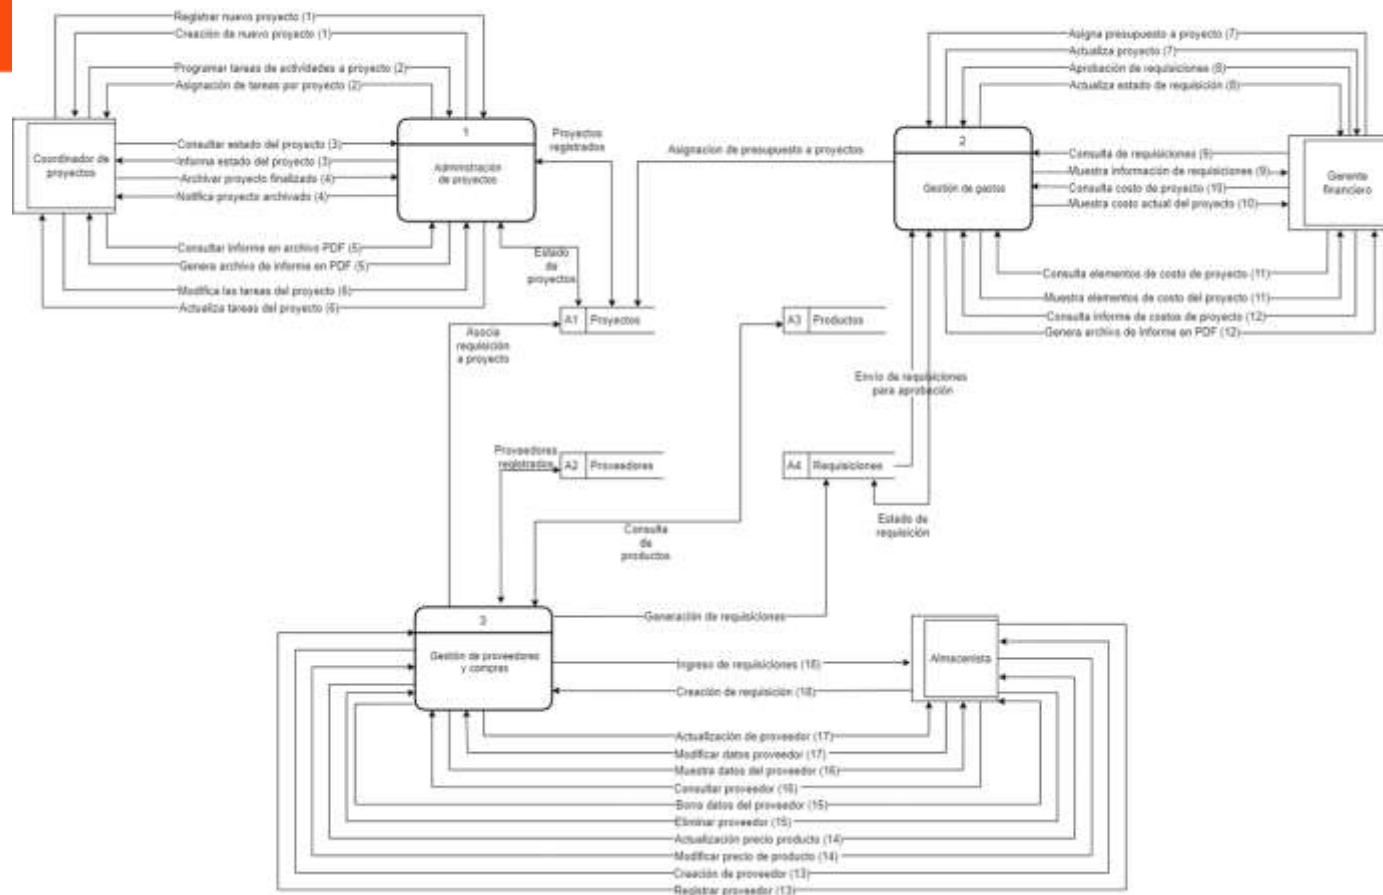 Registrar nuevo proyecto (1)
Creación de nuevo proyecto (1)
Programar tareas de actividades a proyecto (2)
Asignación de tareas por proyecto (2)
Coordinador de
proyectos
Consultar estado del proyecto (3)
Informa estado del proyecto (3)
Archivar proyecto finalizado (4)
Notifica proyecto archivado (4)
Consultar Informe en archivo PDF (5)
Genera archivo de informe en PDF (5)
Modifica las tareas del proyecto (6)
Actualiza tareas del proyecto (6)
1
Administración
de proyectos
Proyectos
registrados
Estado
de
proyectos
Asignacion de presupuesto a proyectos
Asigna presupuesto a proyecto (7)
Actualiza proyecto (7)
Aprobación de requisiciones (8)
Actualiza estado de requisición (8)
2
Gestión de gastos
Consulta de requisiciones (9)
Muestra información de requisiciones (9)
Consulta costo de proyecto (10)
Muestra costo actual del proyecto (10)
Gerente
financiero
Consulta elementos de costo de proyecto (11)
Muestra elementos de costo del proyecto (11)
Consulta informe de costos de proyecto (12)
Genera archivo de Informe en PDF (12)
A1 Proyectos
A3 Productos
Asocia
requisición
a proyecto
Envío de requisiciones
para aprobación
Proveedores
registrados
A2 Proveedores
A4 Requisiciones
Estado de
requisición
Consulta
de
productos
3
Gestión de proveedores
y compras
Generación de requisiciones
Almacenista
Ingreso de requisiciones (18)
Creación de requisición (18)
Actualización de proveedor (17)
Modificar datos proveedor (17)
Muestra datos del proveedor (16)
Consultar proveedor (16)
Borra datos del proveedor (15)
Eliminar proveedor (15)
Actualización precio producto (14)
Modificar precio de producto (14)
Creación de proveedor (13)
Registrar proveedor (13)